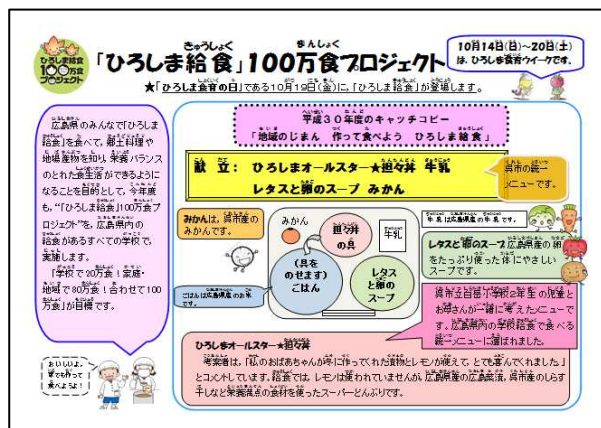 ひろしま給食
100万食
プロジェクト
「ひろしま給食」100万食プロジェクト
きゅうしょく
まんしょく
10月14日(日)~20日(土)
は、ひろしま食育ウイークです。
★「ひろしま食育の日」である10月19日(金)に、「ひろしま給食」が登場します。
広島県のみんなで「ひろしま
給食」を食べて、郷土料理や
地場産物を知り、栄養バランス
のとれた食生活ができるように
なることを目的として、今年度
も、"「ひろしま給食」100万食プ
ロジェクト"を、広島県内の
給食があるすべての学校で、
実施します。
「学校で20万食!家庭・
地域で80万食!合わせて100
万食」が目標です。
おいしいよ。
家でも作って
食べようね!
平成30年度のキャッチコピー
「地域のじまん 作って食べよう ひろしま給食」
献立: ひろしまオールスター★担々丼 牛乳
レタスと卵のスープ みかん
呉市の統一
メニューです。
みかんは、呉市産の
みかんです。
みかん
担々丼
の具
牛乳
(具を
のせます)
ごはん
レタス
と卵の
スープ
牛乳は広島県産の牛乳です。
レタスと卵のスープ 広島県産の卵
をたっぷり使った体にやさしい
スープです。
ごはんは広島県産のお米
です。
呉市立白岳小学校2年生の児童と
お母さんが一緒に考えたメニューで
す。広島県内の学校給食で食べる
統一メニューに選ばれました。
ひろしまオールスター★担々丼
考案者は、「私のおばあちゃんが
作ってくれた漬物とレモンが使えて、とても喜んでくれました。」
とコメントしています。給食では、レモンは使われていませんが、広島県産の広島菜漬、呉市産のしらす
干しなど栄養満点の食材を使ったスーパーどんぶりです。